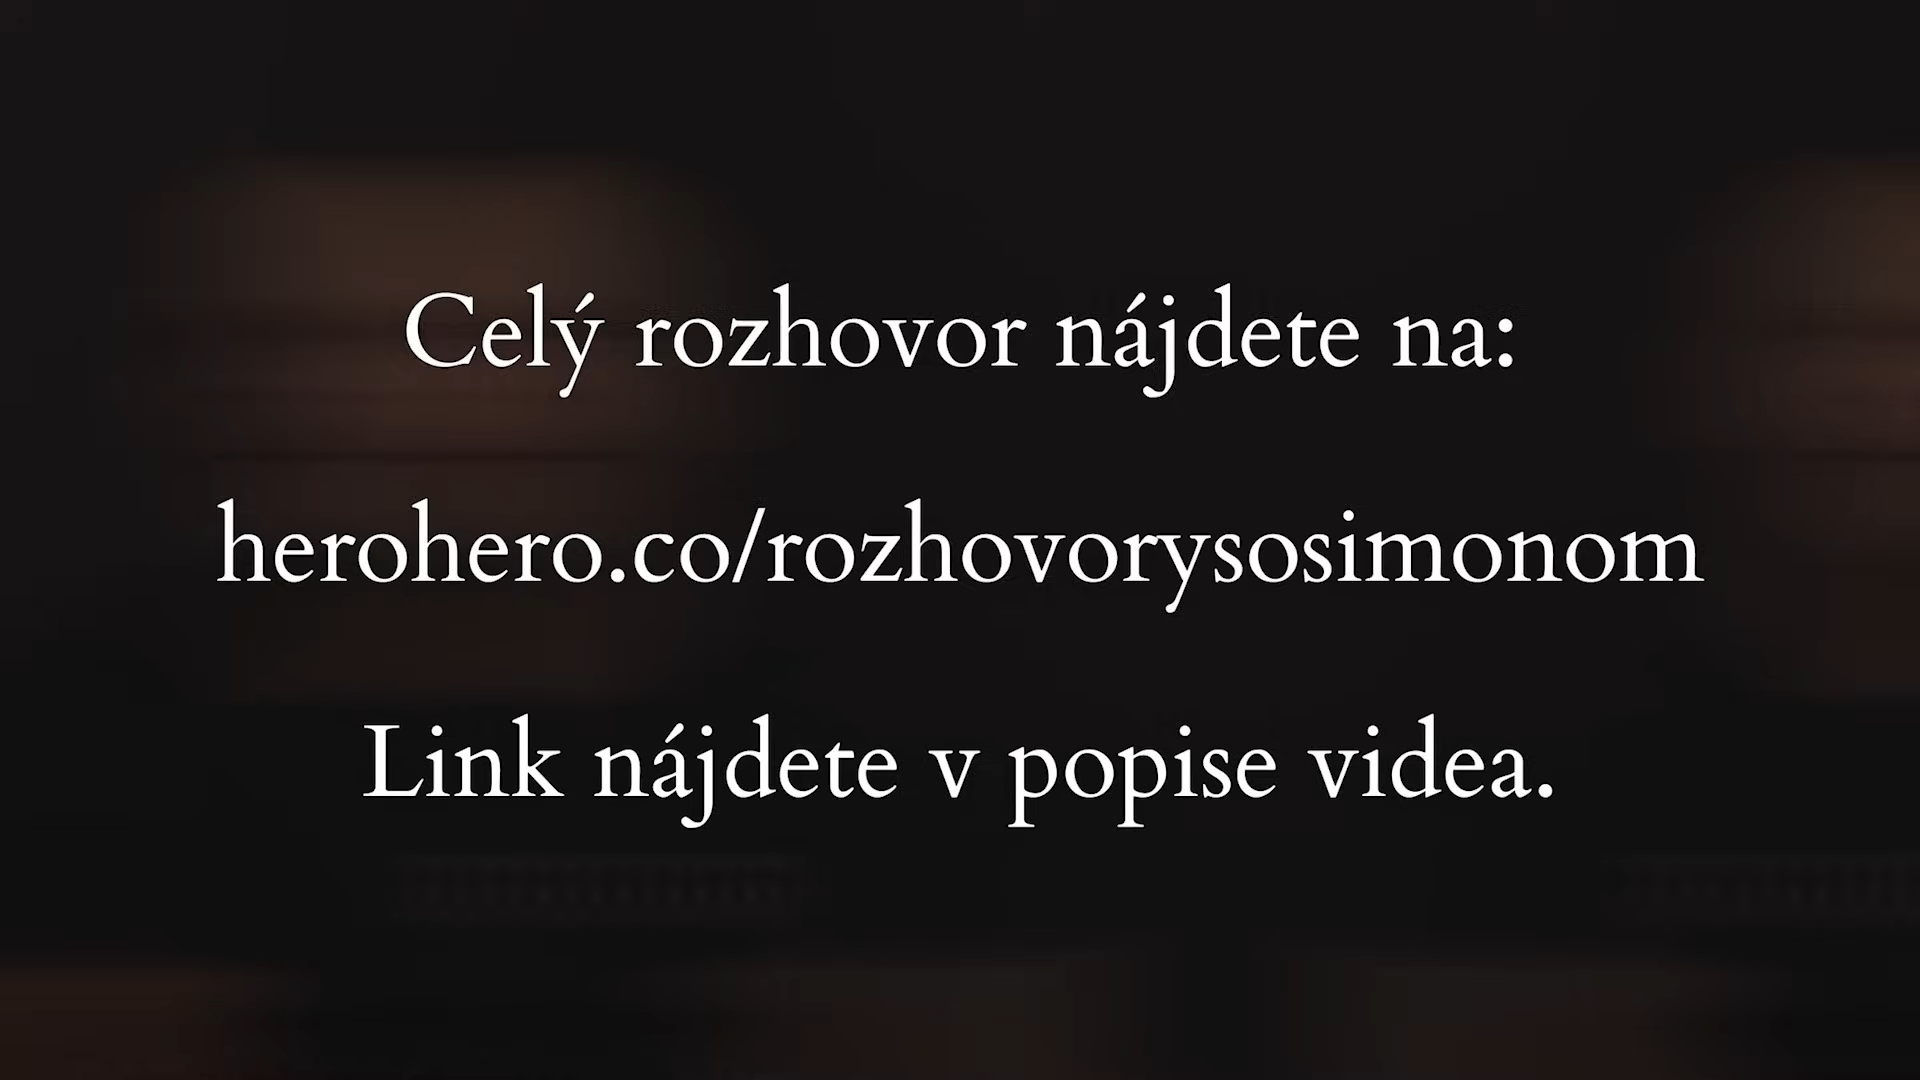 Celý rozhovor nájdete na:
herohero.co/rozhovorysosimonom
Link nájdete v popise videa.